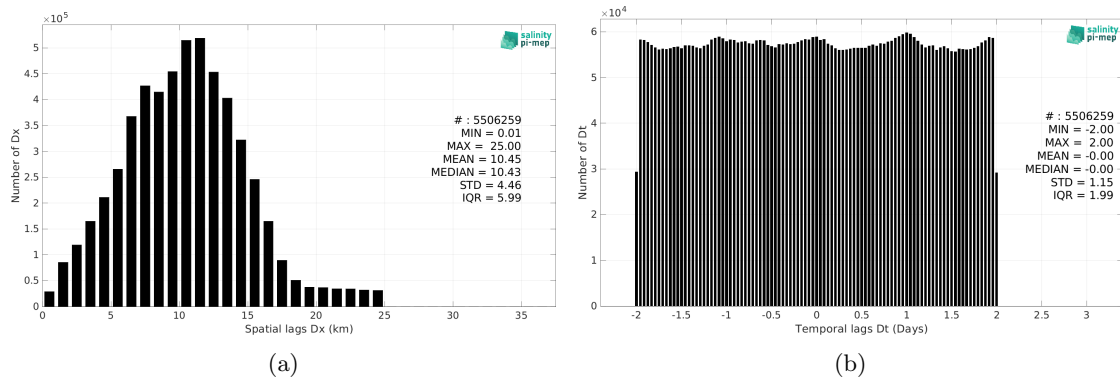 ×10⁵
5
4.5
4
3.5
3
2.5
2
1.5
1
0.5
0
Number of Dx
salinity
pi-mep
# : 5506259
MIN = 0.01
MAX = 25.00
MEAN = 10.45
MEDIAN = 10.43
STD = 4.46
IQR = 5.99
0 5 10 15 20 25 30 35
Spatial lags Dx (km)
(a)
×10⁴
6
5
4
3
2
1
0
Number of Dt
salinity
pi-mep
# : 5506259
MIN = -2.00
MAX = 2.00
MEAN = -0.00
MEDIAN = -0.00
STD = 1.15
IQR = 1.99
-2 -1.5 -1 -0.5 0 0.5 1 1.5 2 2.5 3
Temporal lags Dt (Days)
(b)